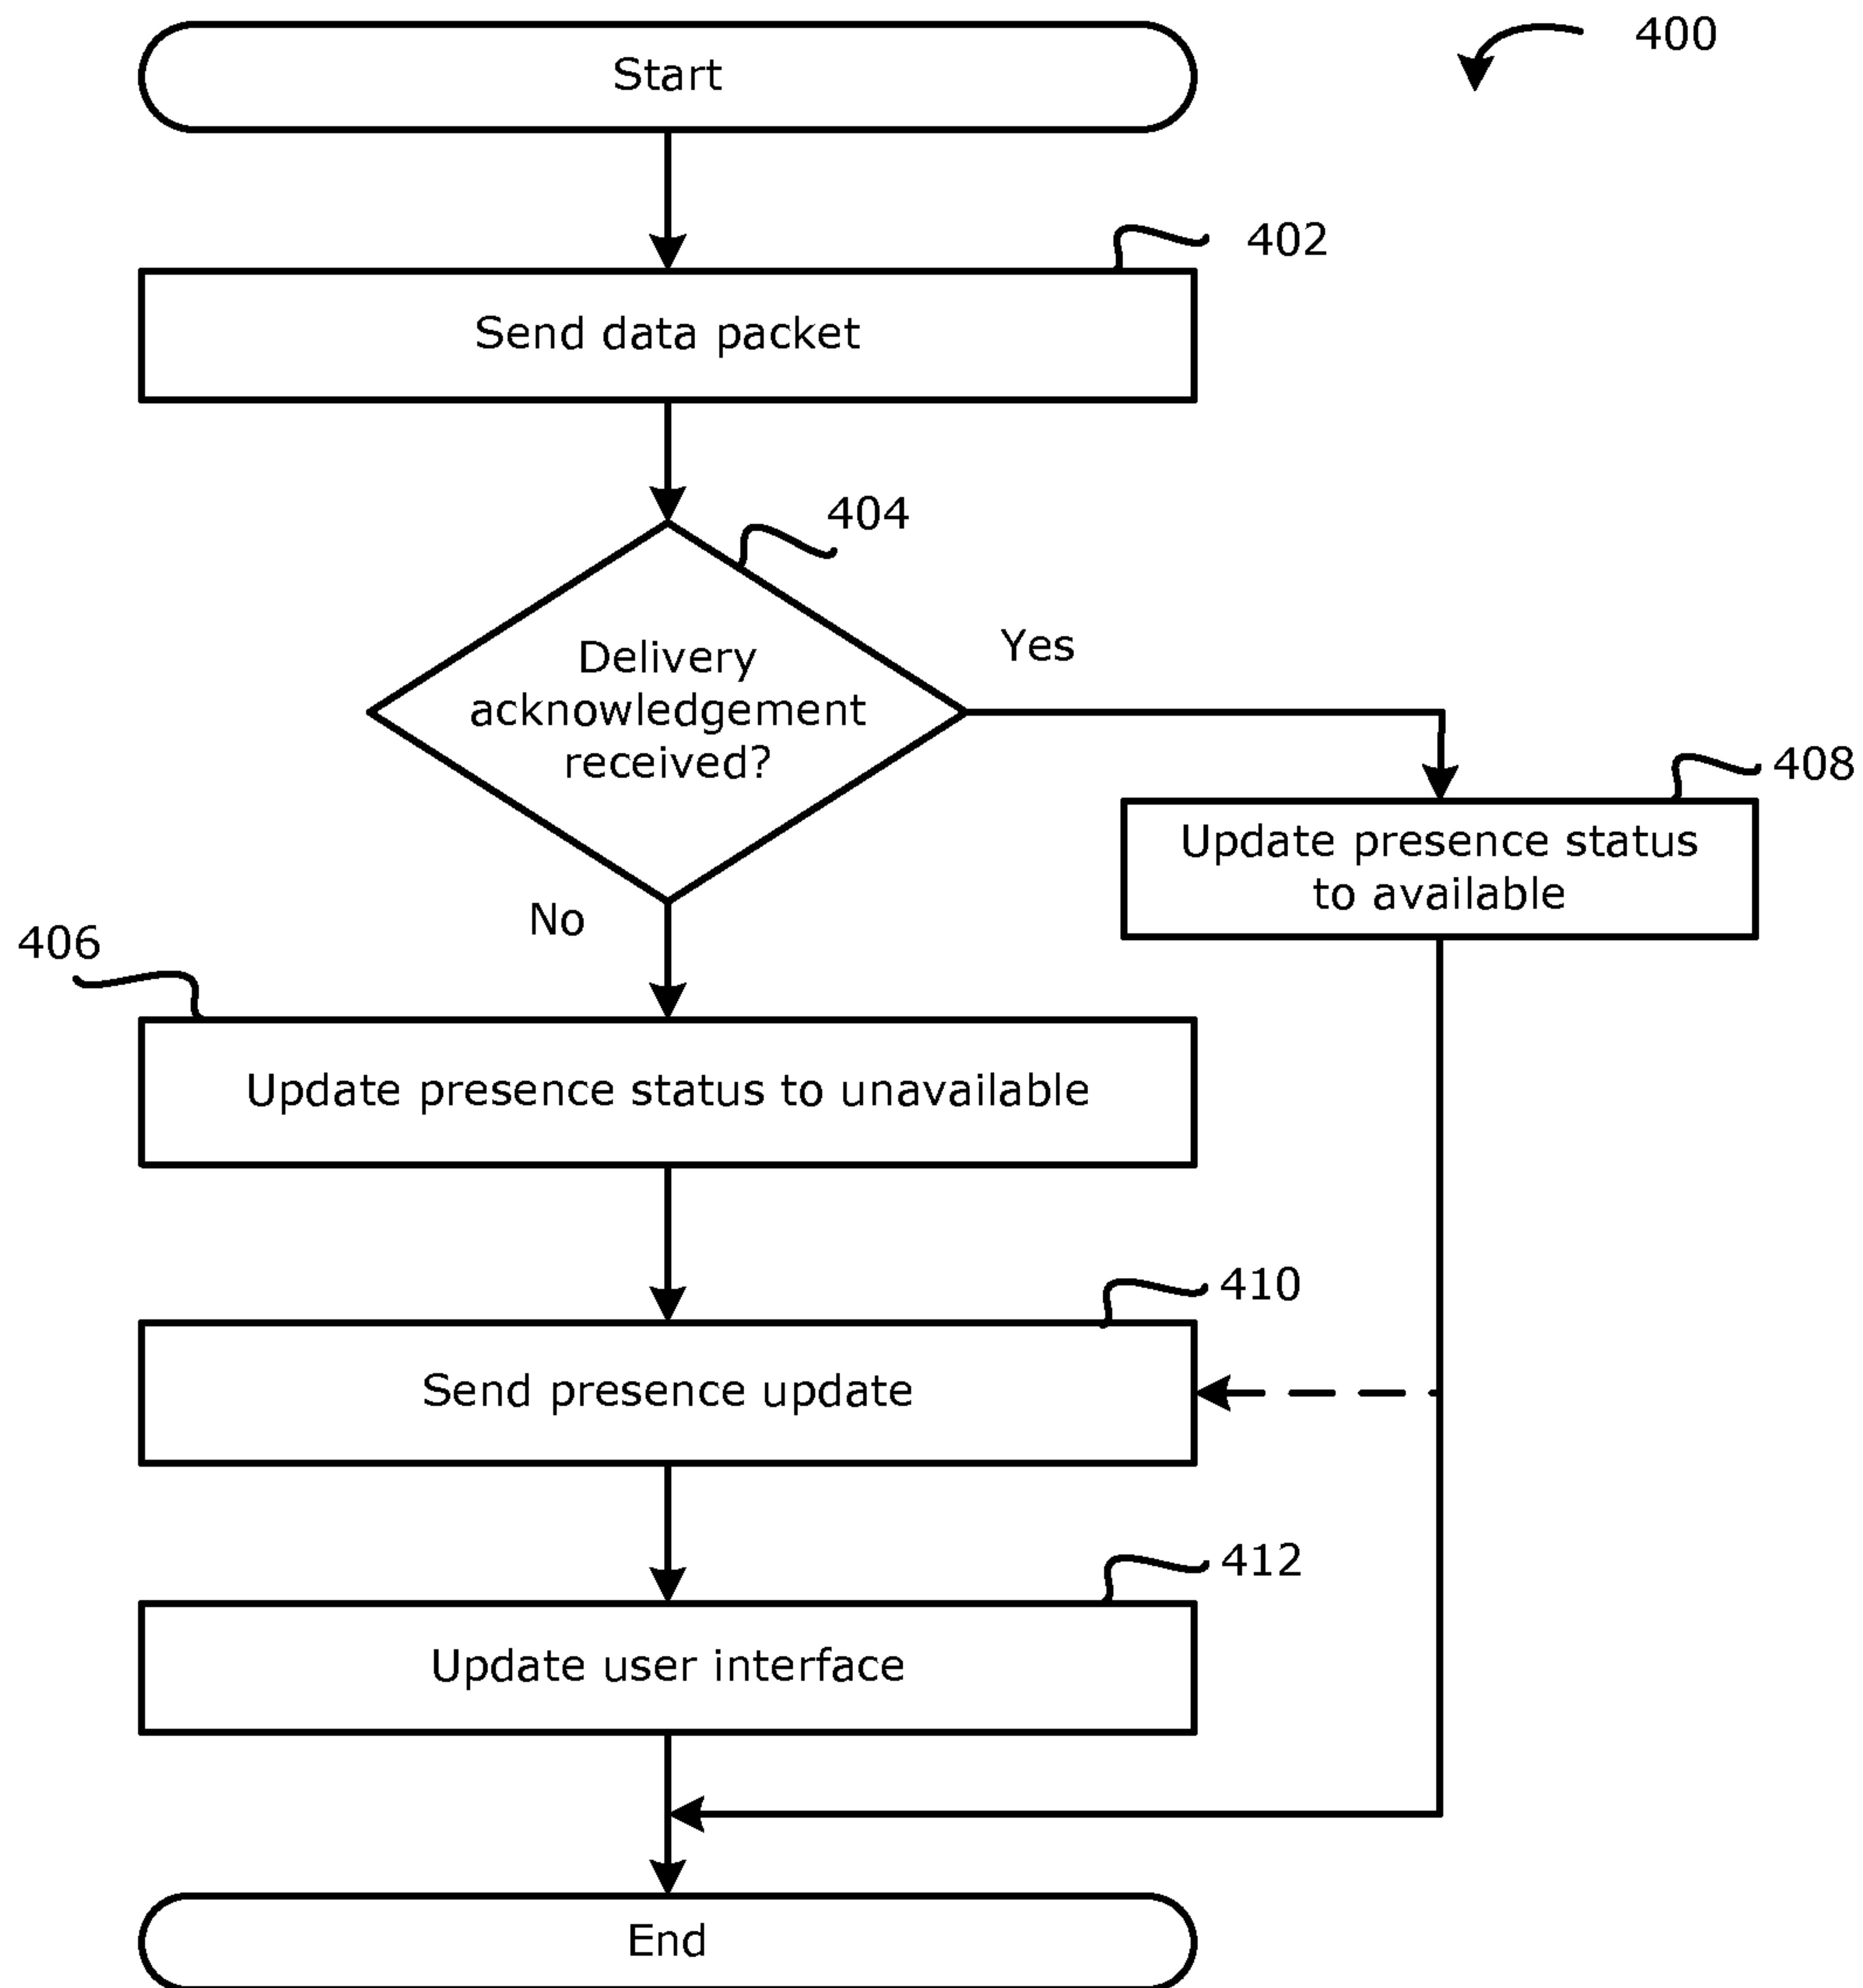 Start
400
402
Send data packet
404
Delivery
acknowledgement
received?
Yes
408
Update presence status
to available
No
406
Update presence status to unavailable
410
Send presence update
412
Update user interface
End